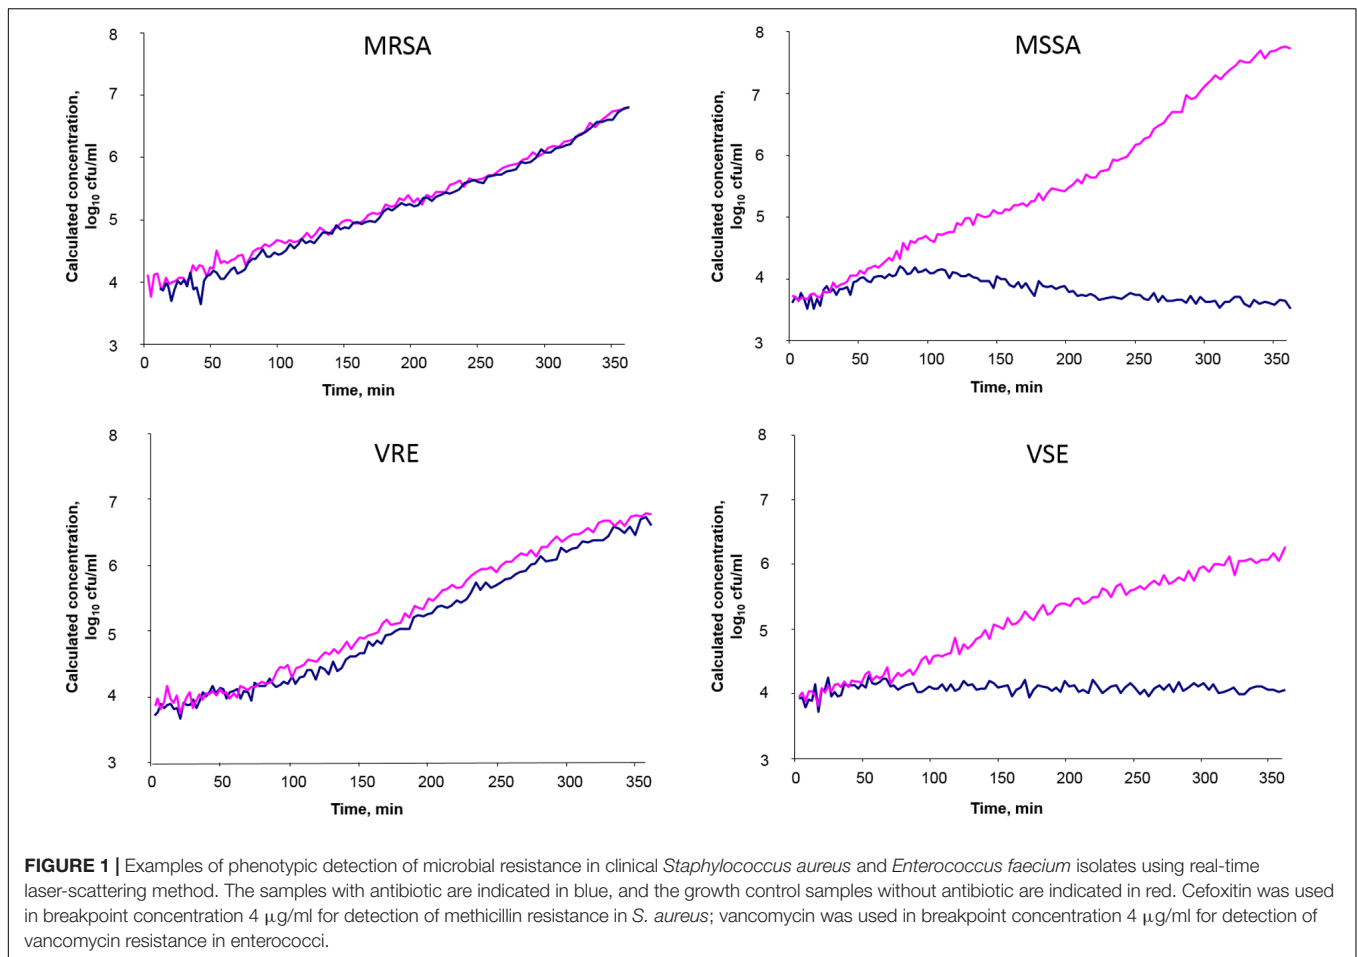 MRSA
Calculated concentration,
log₁₀ cfu/ml
8
7
6
5
4
3
0 50 100 150 200 250 300 350
Time, min
MSSA
Calculated concentration,
log₁₀ cfu/ml
8
7
6
5
4
3
0 50 100 150 200 250 300 350
Time, min
VRE
Calculated concentration,
log₁₀ cfu/ml
8
7
6
5
4
3
0 50 100 150 200 250 300 350
Time, min
VSE
Calculated concentration,
log₁₀ cfu/ml
8
7
6
5
4
3
0 50 100 150 200 250 300 350
Time, min
FIGURE 1 | Examples of phenotypic detection of microbial resistance in clinical Staphylococcus aureus and Enterococcus faecium isolates using real-time
laser-scattering method. The samples with antibiotic are indicated in blue, and the growth control samples without antibiotic are indicated in red. Cefoxitin was used
in breakpoint concentration 4 μg/ml for detection of methicillin resistance in S. aureus; vancomycin was used in breakpoint concentration 4 μg/ml for detection of
vancomycin resistance in enterococci.